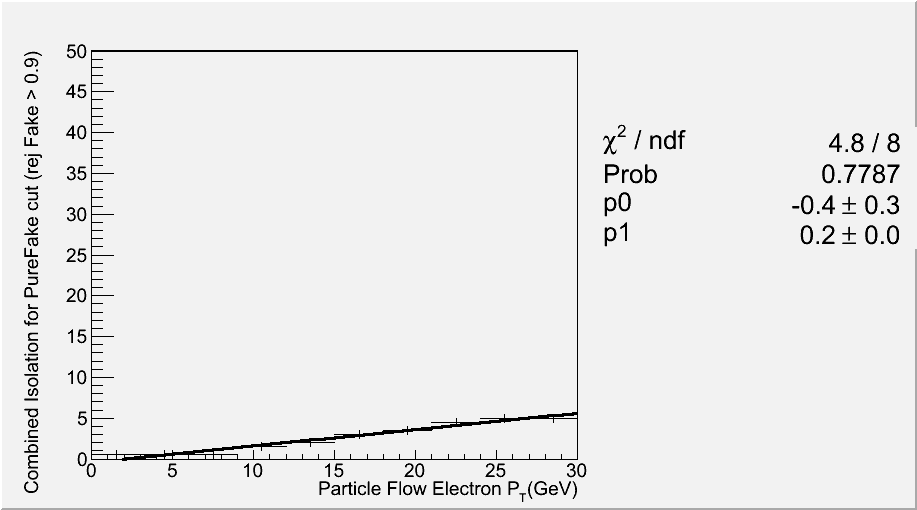 Combined Isolation for PureFake cut (rej Fake > 0.9)
50
45
40
35
30
25
20
15
10
5
0
0 5 10 15 20 25 30
Particle Flow Electron P_T(GeV)
χ² / ndf 4.8 / 8
Prob 0.7787
p0 -0.4 ± 0.3
p1 0.2 ± 0.0